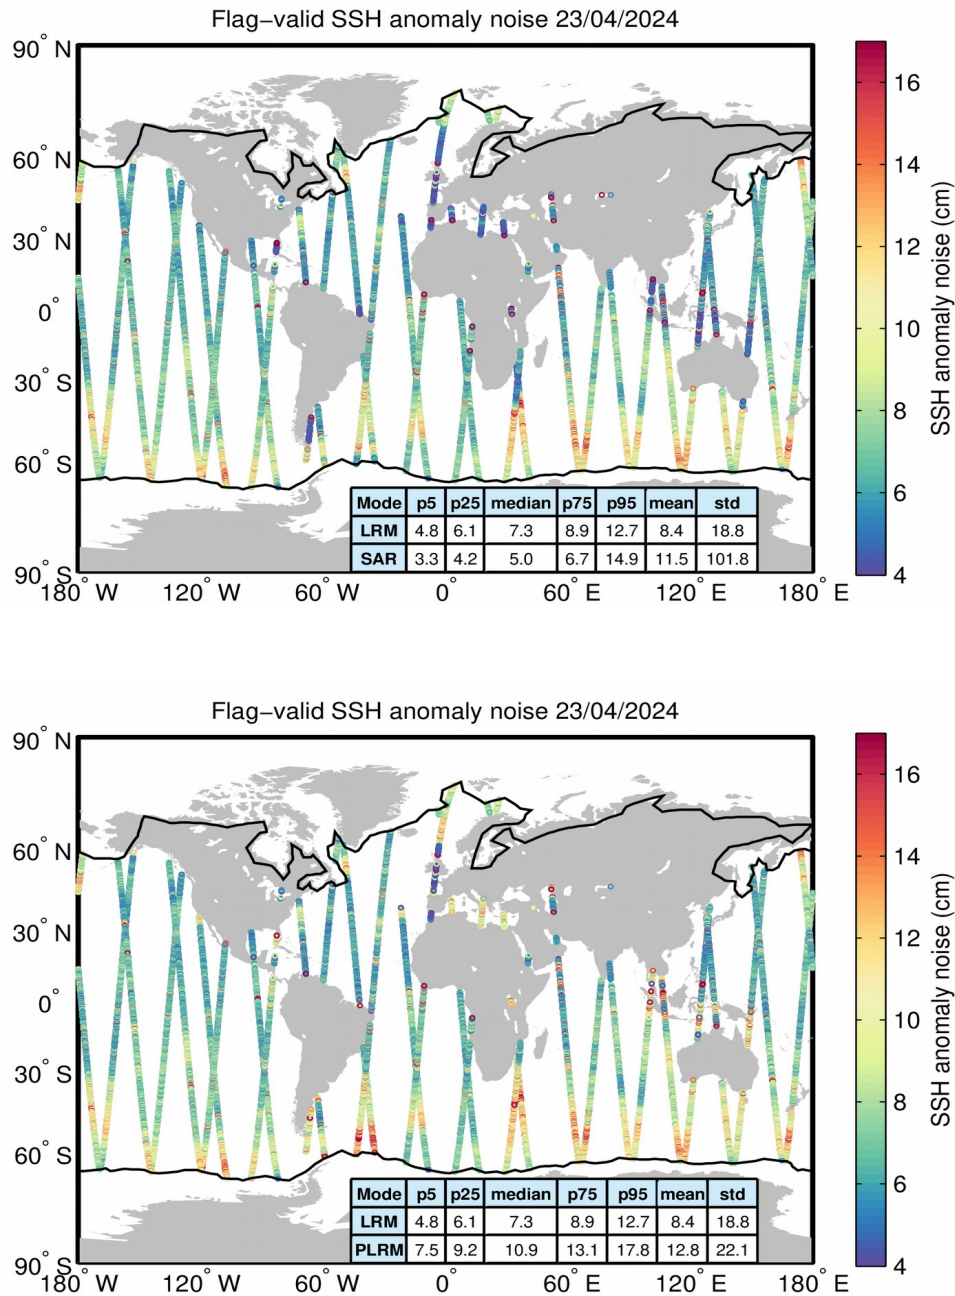 Flag−valid SSH anomaly noise 23/04/2024
90° N
60° N
30° N
0°
30° S
60° S
90° S
180° W
120° W
60° W
0°
60° E
120° E
180° E
16
14
12
10
8
6
4
SSH anomaly noise (cm)
Mode p5 p25 median p75 p95 mean std
LRM 4.8 6.1 7.3 8.9 12.7 8.4 18.8
SAR 3.3 4.2 5.0 6.7 14.9 11.5 101.8
Flag−valid SSH anomaly noise 23/04/2024
90° N
60° N
30° N
0°
30° S
60° S
90° S
180° W
120° W
60° W
0°
60° E
120° E
180° E
16
14
12
10
8
6
4
SSH anomaly noise (cm)
Mode p5 p25 median p75 p95 mean std
LRM 4.8 6.1 7.3 8.9 12.7 8.4 18.8
PLRM 7.5 9.2 10.9 13.1 17.8 12.8 22.1